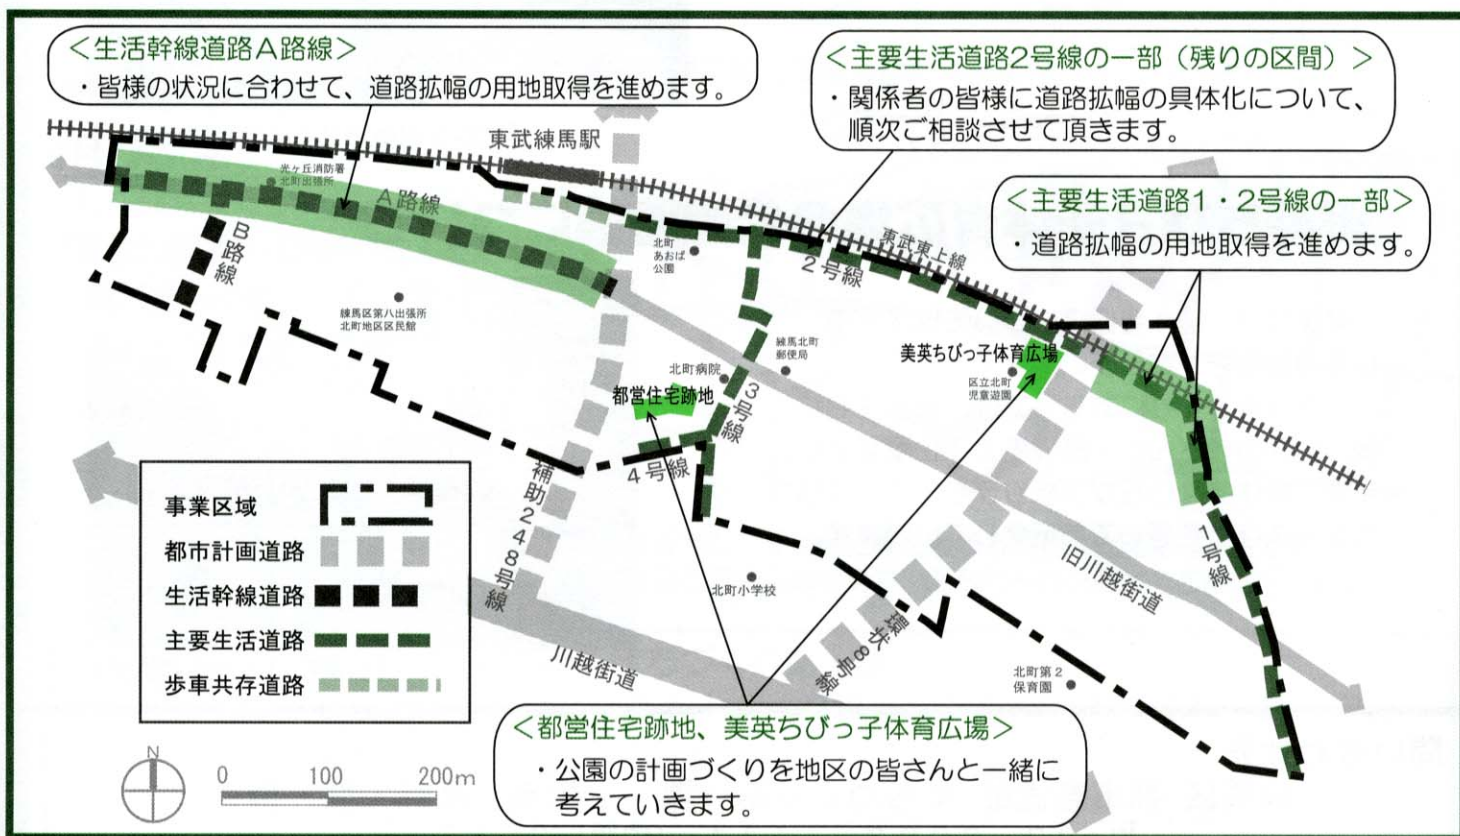 <生活幹線道路A路線>
・皆様の状況に合わせて、道路拡幅の用地取得を進めます。
<主要生活道路2号線の一部（残りの区間）>
・関係者の皆様に道路拡幅の具体化について、
順次ご相談させて頂きます。
<主要生活道路1・2号線の一部>
・道路拡幅の用地取得を進めます。
東武練馬駅
光ヶ丘消防署
北町出張所
A路線
B路線
北町
あおば
公園
2号線
東武東上線
練馬区第八出張所
北町地区区民館
練馬北町
郵便局
美英ちびっ子体育広場
区立北町
児童遊園
北町病院
都営住宅跡地
3号線
4号線
補助248号線
1号線
旧川越街道
北町小学校
環状8号線
川越街道
北町第2
保育園
事業区域
都市計画道路
生活幹線道路
主要生活道路
歩車共存道路
N
0 100 200m
<都営住宅跡地、美英ちびっ子体育広場>
・公園の計画づくりを地区の皆さんと一緒に
考えていきます。